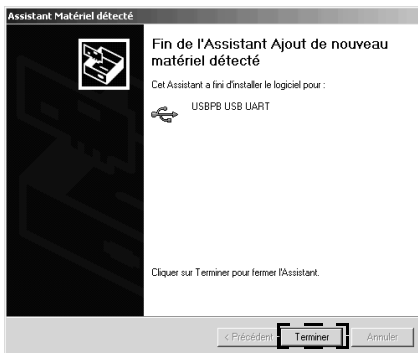 Assistant Matériel détecté
Fin de l'Assistant Ajout de nouveau
matériel détecté
Cet Assistant a fini d'installer le logiciel pour :
USBPB USB UART
Cliquer sur Terminer pour fermer l'Assistant.
< Précédent Terminer Annuler